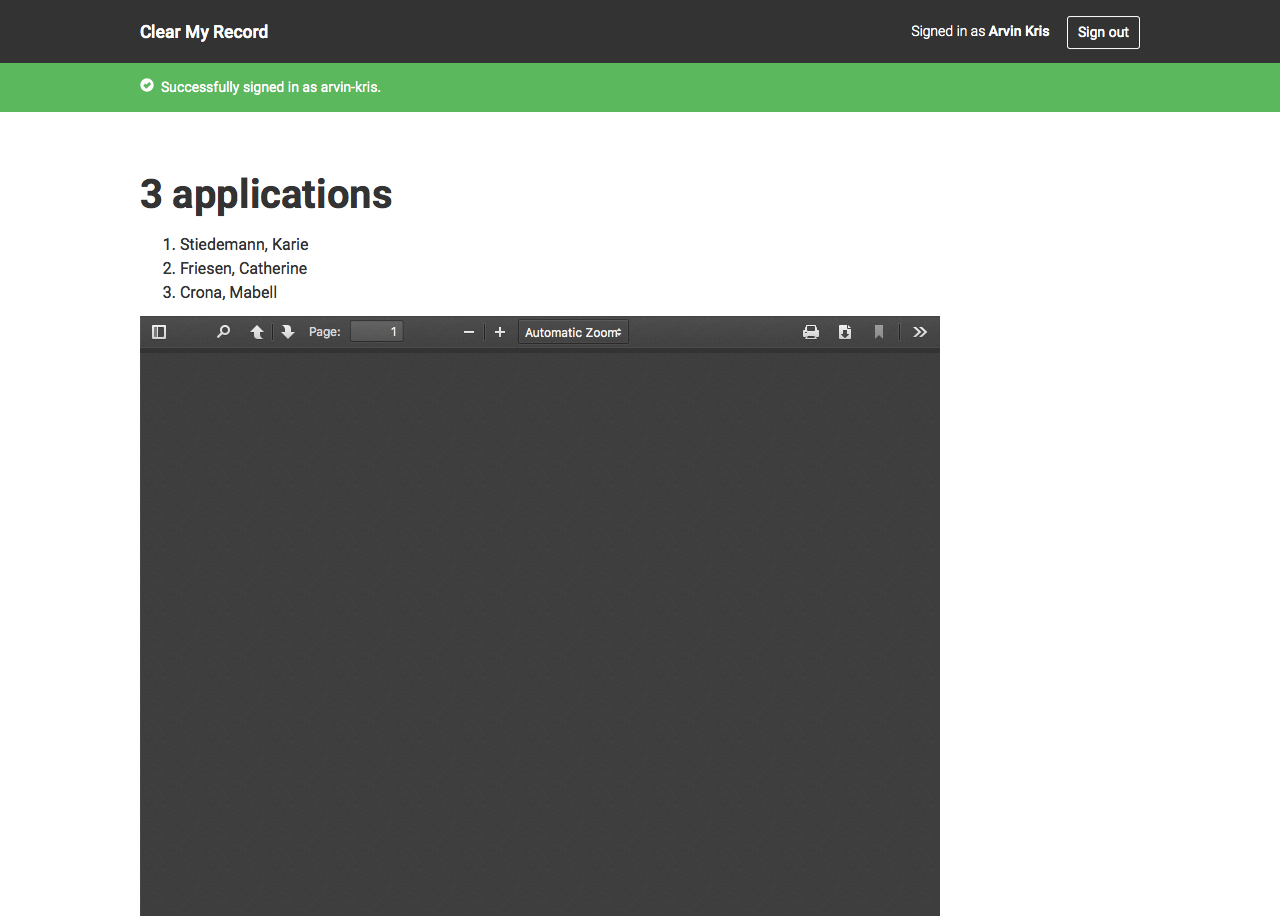 Clear My Record
Signed in as Arvin Kris
Sign out
Successfully signed in as arvin-kris.
3 applications
1. Stiedemann, Karie
2. Friesen, Catherine
3. Crona, Mabell
Page: 1
Automatic Zoom